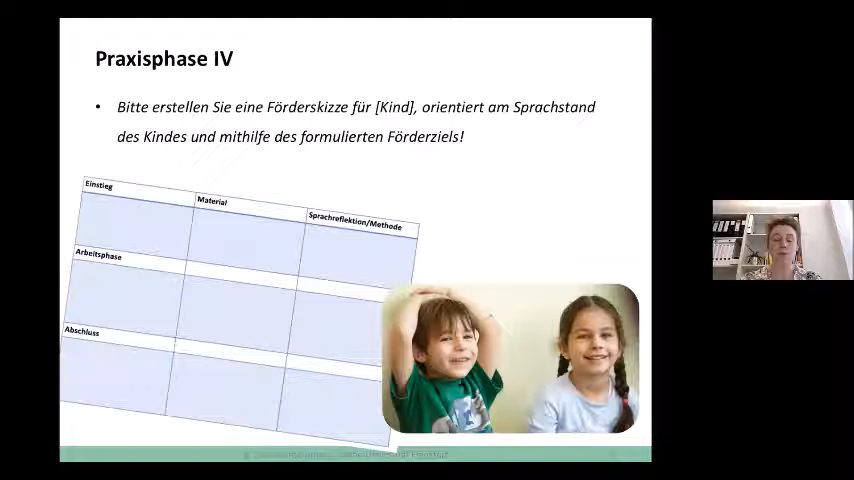 Praxisphase IV
• Bitte erstellen Sie eine Förderskizze für [Kind], orientiert am Sprachstand
des Kindes und mithilfe des formulierten Förderziels!
Einstieg
Material
Sprachreflektion/Methode
Arbeitsphase
Abschluss